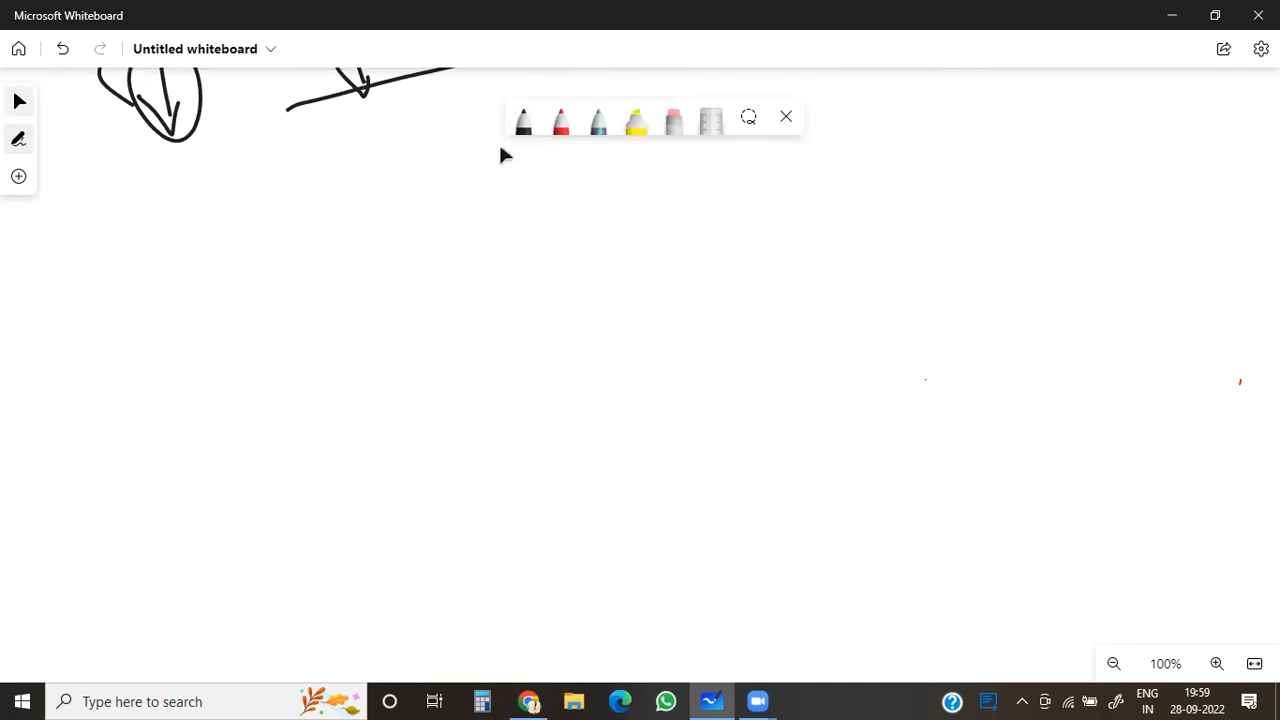 Microsoft Whiteboard
Untitled whiteboard
100%
Type here to search
ENG
IN
19:59
28-09-2022